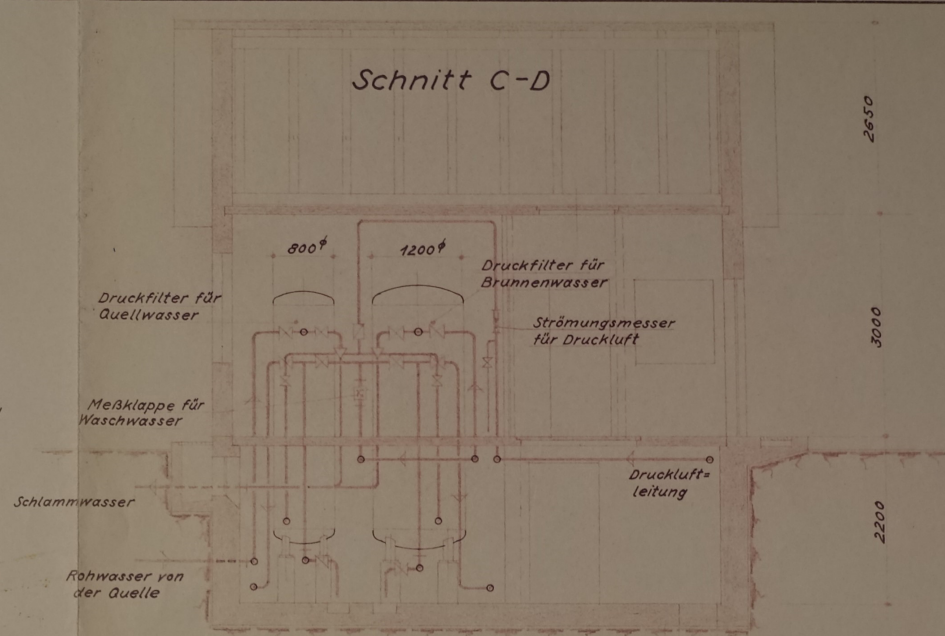 Schnitt C-D
2650
800φ
1200φ
Druckfilter für
Brunnenwasser
Druckfilter für
Quellwasser
Strömungsmesser
für Druckluft
3000
Meßklappe für
Waschwasser
Druckluft=
leitung
Schlammwasser
2200
Rohwasser von
der Quelle